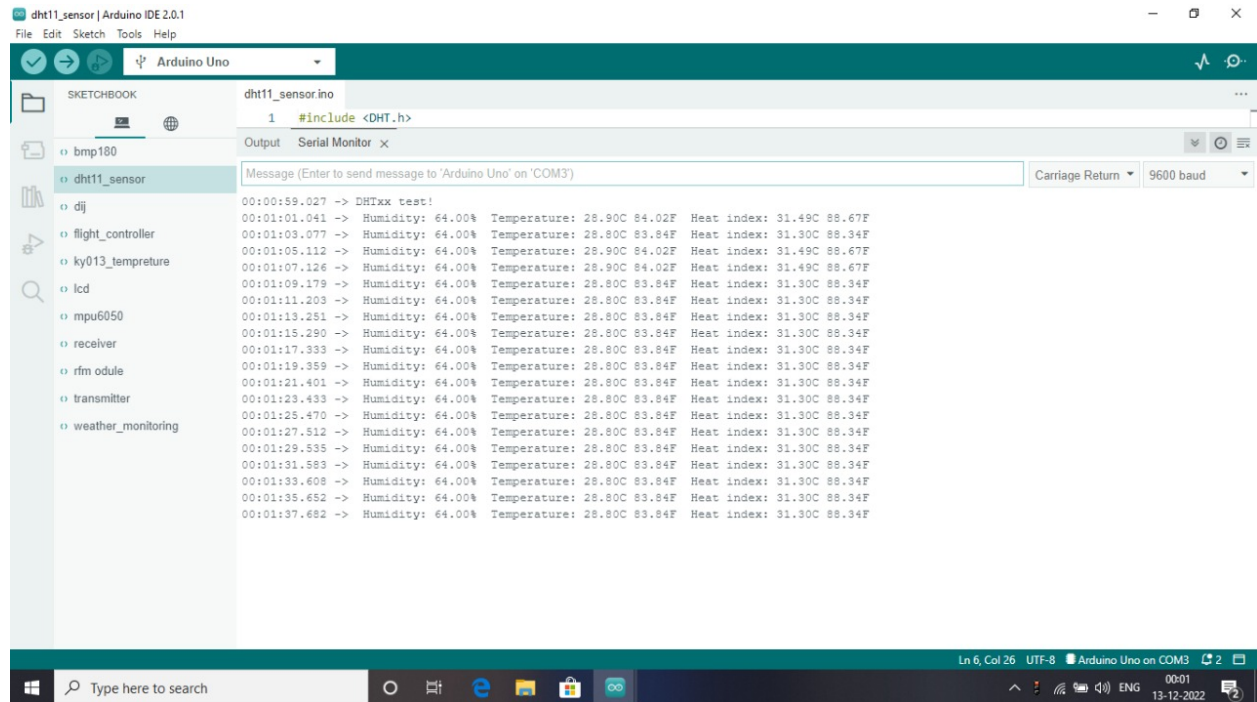 dht11_sensor | Arduino IDE 2.0.1
File Edit Sketch Tools Help
Arduino Uno
SKETCHBOOK
bmp180
dht11_sensor
dij
flight_controller
ky013_tempreture
lcd
mpu6050
receiver
rfm odule
transmitter
weather_monitoring
dht11_sensor.ino
1 #include <DHT.h>
Output Serial Monitor
Message (Enter to send message to 'Arduino Uno' on 'COM3')
Carriage Return 9600 baud
00:00:59.027 -> DHTxx test!
00:01:01.041 -> Humidity: 64.00% Temperature: 28.90C 84.02F Heat index: 31.49C 88.67F
00:01:03.077 -> Humidity: 64.00% Temperature: 28.80C 83.84F Heat index: 31.30C 88.34F
00:01:05.112 -> Humidity: 64.00% Temperature: 28.90C 84.02F Heat index: 31.49C 88.67F
00:01:07.126 -> Humidity: 64.00% Temperature: 28.90C 84.02F Heat index: 31.49C 88.67F
00:01:09.179 -> Humidity: 64.00% Temperature: 28.80C 83.84F Heat index: 31.30C 88.34F
00:01:11.203 -> Humidity: 64.00% Temperature: 28.80C 83.84F Heat index: 31.30C 88.34F
00:01:13.251 -> Humidity: 64.00% Temperature: 28.80C 83.84F Heat index: 31.30C 88.34F
00:01:15.290 -> Humidity: 64.00% Temperature: 28.80C 83.84F Heat index: 31.30C 88.34F
00:01:17.333 -> Humidity: 64.00% Temperature: 28.80C 83.84F Heat index: 31.30C 88.34F
00:01:19.359 -> Humidity: 64.00% Temperature: 28.80C 83.84F Heat index: 31.30C 88.34F
00:01:21.401 -> Humidity: 64.00% Temperature: 28.80C 83.84F Heat index: 31.30C 88.34F
00:01:23.433 -> Humidity: 64.00% Temperature: 28.80C 83.84F Heat index: 31.30C 88.34F
00:01:25.470 -> Humidity: 64.00% Temperature: 28.80C 83.84F Heat index: 31.30C 88.34F
00:01:27.512 -> Humidity: 64.00% Temperature: 28.80C 83.84F Heat index: 31.30C 88.34F
00:01:29.535 -> Humidity: 64.00% Temperature: 28.80C 83.84F Heat index: 31.30C 88.34F
00:01:31.583 -> Humidity: 64.00% Temperature: 28.80C 83.84F Heat index: 31.30C 88.34F
00:01:33.608 -> Humidity: 64.00% Temperature: 28.80C 83.84F Heat index: 31.30C 88.34F
00:01:35.652 -> Humidity: 64.00% Temperature: 28.80C 83.84F Heat index: 31.30C 88.34F
00:01:37.682 -> Humidity: 64.00% Temperature: 28.80C 83.84F Heat index: 31.30C 88.34F
Ln 6, Col 26 UTF-8 Arduino Uno on COM3 2
Type here to search
ENG
00:01
13-12-2022
2